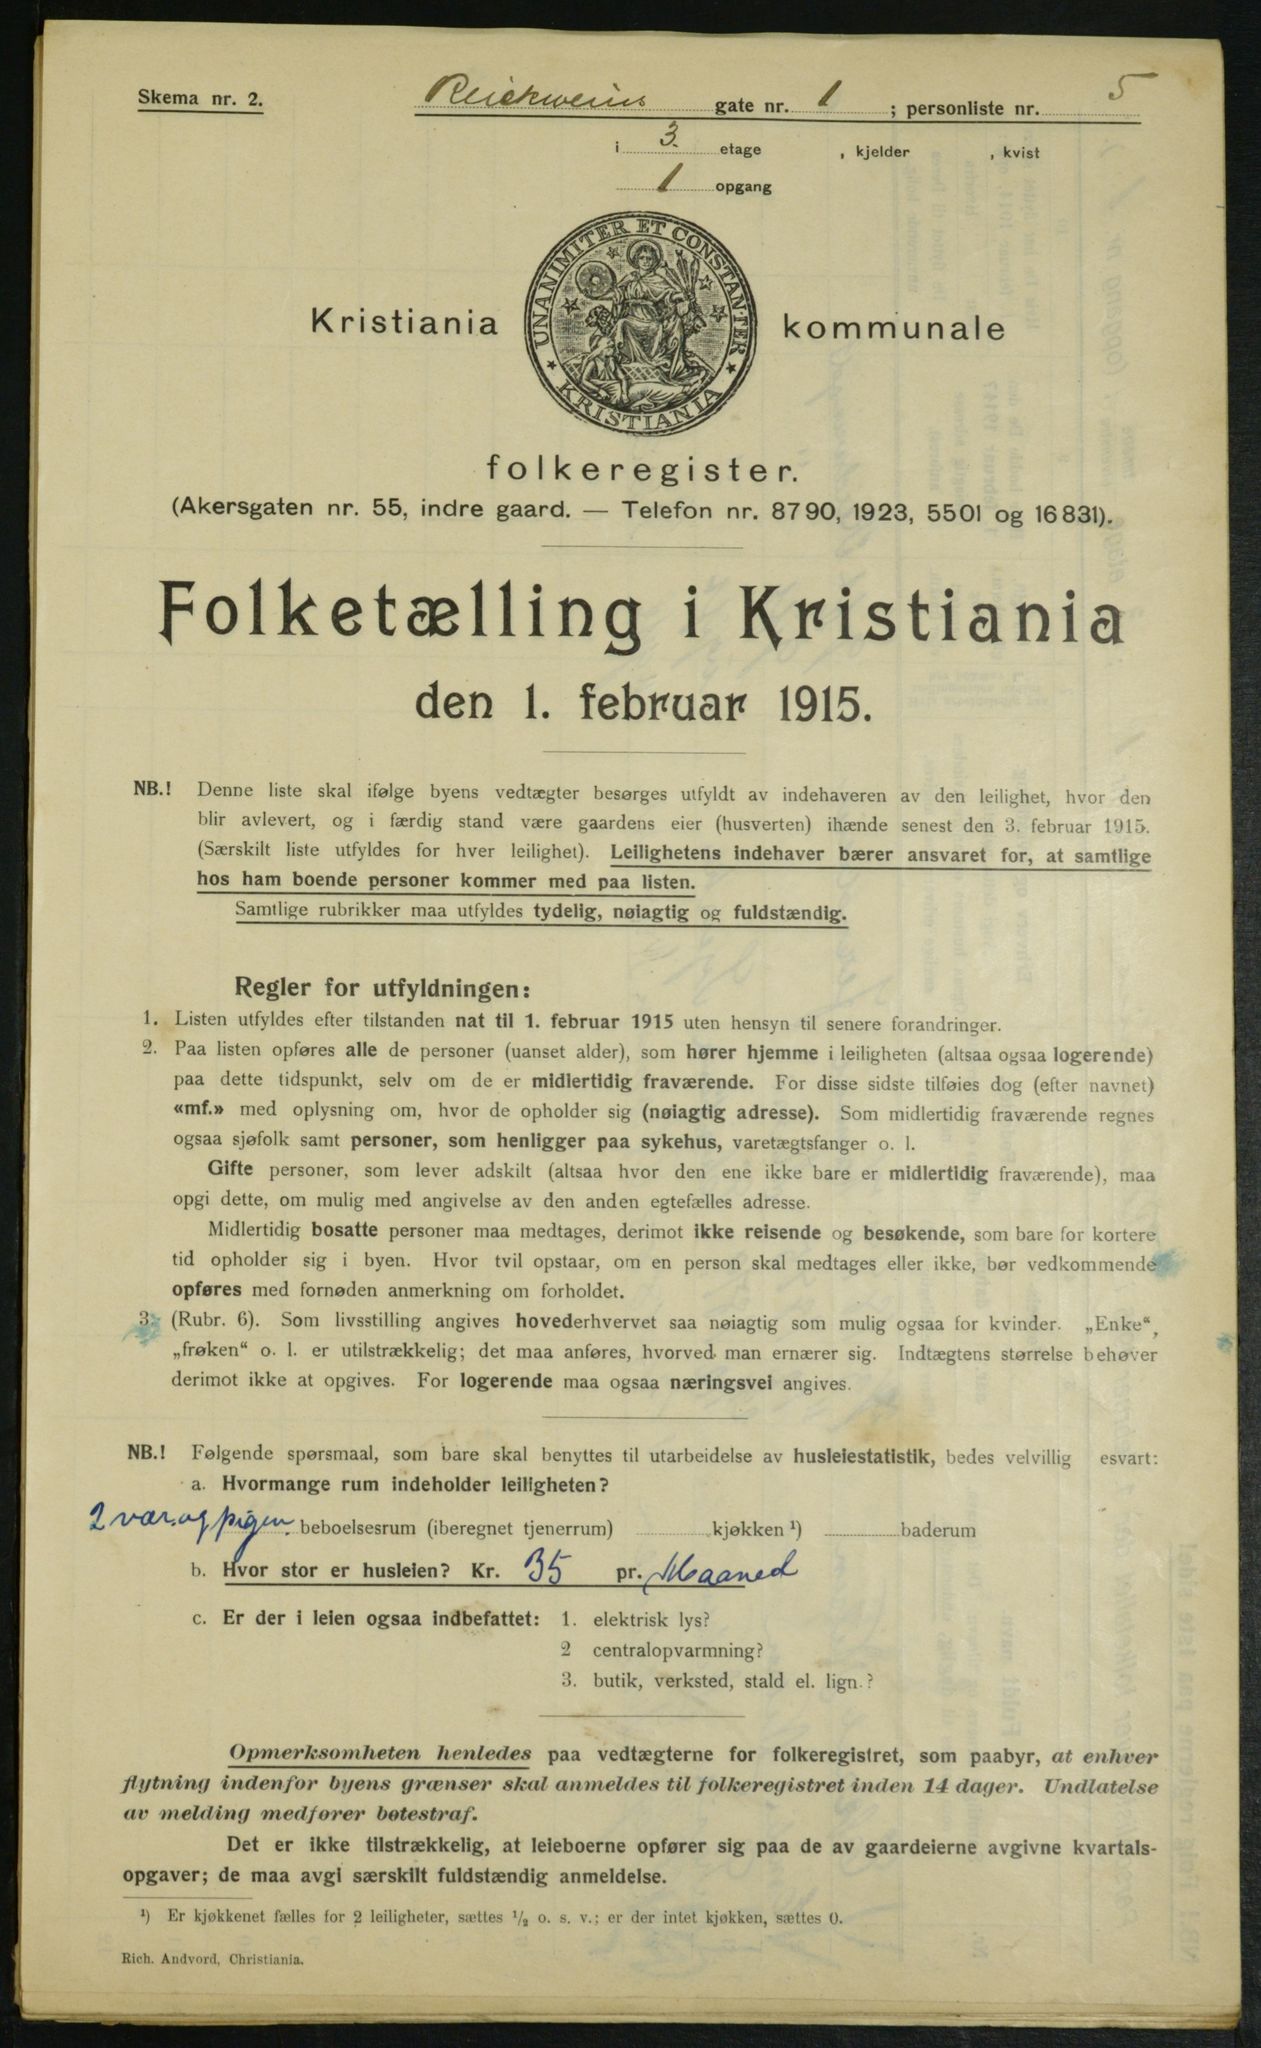 Skema nr. 2. Reichweins gate nr. 1 ; personliste nr. 5
i 3. etage , kjelder , kvist
1 opgang
UNANIMITER ET CONSTANTER
KRISTIANIA
Kristiania kommunale
folkeregister.
(Akersgaten nr. 55, indre gaard. — Telefon nr. 8790, 1923, 5501 og 16831).
Folketælling i Kristiania
den 1. februar 1915.
NB.! Denne liste skal ifølge byens vedtægter besørges utfyldt av indehaveren av den leilighet, hvor den
blir avlevert, og i færdig stand være gaardens eier (husverten) ihænde senest den 3. februar 1915.
(Særskilt liste utfyldes for hver leilighet). Leilighetens indehaver bærer ansvaret for, at samtlige
hos ham boende personer kommer med paa listen.
Samtlige rubrikker maa utfyldes tydelig, nøiagtig og fuldstændig.
Regler for utfyldningen:
1. Listen utfyldes efter tilstanden nat til 1. februar 1915 uten hensyn til senere forandringer.
2. Paa listen opføres alle de personer (uanset alder), som hører hjemme i leiligheten (altsaa ogsaa logerende)
paa dette tidspunkt, selv om de er midlertidig fraværende. For disse sidste tilføies dog (efter navnet)
«mf.» med oplysning om, hvor de opholder sig (nøiagtig adresse). Som midlertidig fraværende regnes
ogsaa sjøfolk samt personer, som henligger paa sykehus, varetægtsfanger o. l.
Gifte personer, som lever adskilt (altsaa hvor den ene ikke bare er midlertidig fraværende), maa
opgi dette, om mulig med angivelse av den anden egtefælles adresse.
Midlertidig bosatte personer maa medtages, derimot ikke reisende og besøkende, som bare for kortere
tid opholder sig i byen. Hvor tvil opstaar, om en person skal medtages eller ikke, bør vedkommende
opføres med fornøden anmerkning om forholdet.
3. (Rubr. 6). Som livsstilling angives hovederhvervet saa nøiagtig som mulig ogsaa for kvinder. „Enke“,
„frøken“ o. l. er utilstrækkelig; det maa anføres, hvorved man ernærer sig. Indtægtens størrelse behøver
derimot ikke at opgives. For logerende maa ogsaa næringsvei angives.
NB.! Følgende spørsmaal, som bare skal benyttes til utarbeidelse av husleiestatistik, bedes velvillig esvart:
a. Hvormange rum indeholder leiligheten?
2 vær. og pigev. beboelsesrum (iberegnet tjenerrum) kjøkken ¹) baderum
b. Hvor stor er husleien? Kr. 35 pr. Maaned
c. Er der i leien ogsaa indbefattet: 1. elektrisk lys?
2 centralopvarmning?
3. butik, verksted, stald el. lign.?
Opmerksomheten henledes paa vedtægterne for folkeregistret, som paabyr, at enhver
flytning indenfor byens grænser skal anmeldes til folkeregistret inden 14 dager. Undlatelse
av melding medfører bøtestraf.
Det er ikke tilstrækkelig, at leieboerne opfører sig paa de av gaardeierne avgivne kvartals-
opgaver; de maa avgi særskilt fuldstændig anmeldelse.
¹) Er kjøkkenet fælles for 2 leiligheter, sættes ½ o. s. v.; er der intet kjøkken, sættes 0.
Rich. Andvord, Christiania.